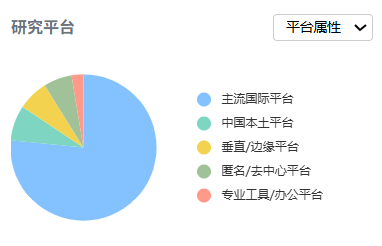 研究平台
平台属性
主流国际平台
中国本土平台
垂直/边缘平台
匿名/去中心平台
专业工具/办公平台